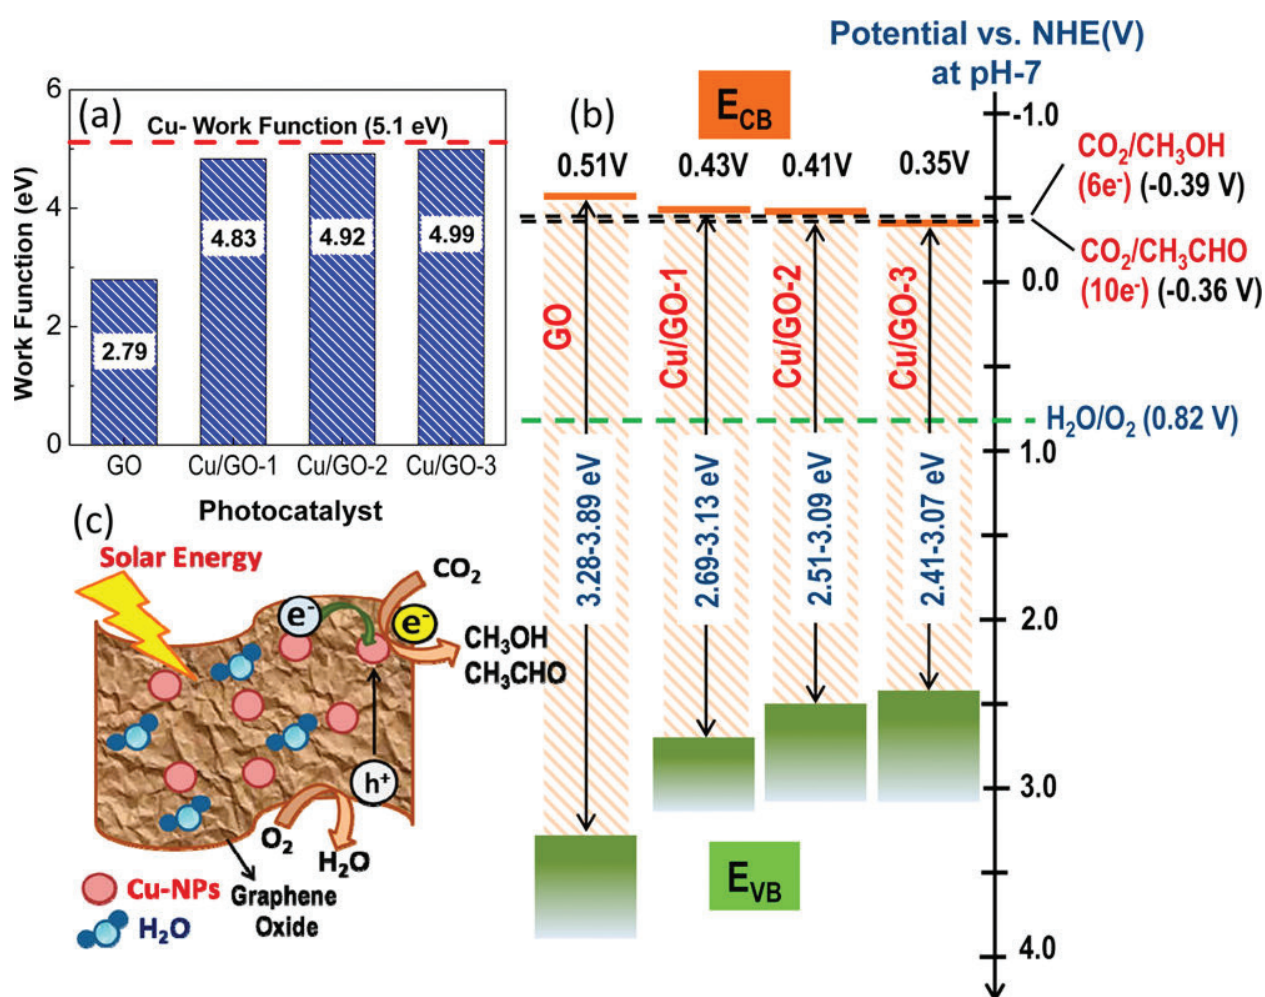 (a)
Cu- Work Function (5.1 eV)
Work Function (eV)
6
4
2
0
2.79
4.83
4.92
4.99
GO
Cu/GO-1
Cu/GO-2
Cu/GO-3
Photocatalyst
(b)
E_CB
Potential vs. NHE(V)
at pH-7
0.51V
0.43V
0.41V
0.35V
GO
Cu/GO-1
Cu/GO-2
Cu/GO-3
3.28-3.89 eV
2.69-3.13 eV
2.51-3.09 eV
2.41-3.07 eV
-1.0
0.0
1.0
2.0
3.0
4.0
CO₂/CH₃OH
(6e⁻) (-0.39 V)
CO₂/CH₃CHO
(10e⁻) (-0.36 V)
H₂O/O₂ (0.82 V)
E_VB
(c)
Solar Energy
e⁻
e⁻
CO₂
CH₃OH
CH₃CHO
h⁺
O₂
H₂O
Graphene
Oxide
Cu-NPs
H₂O